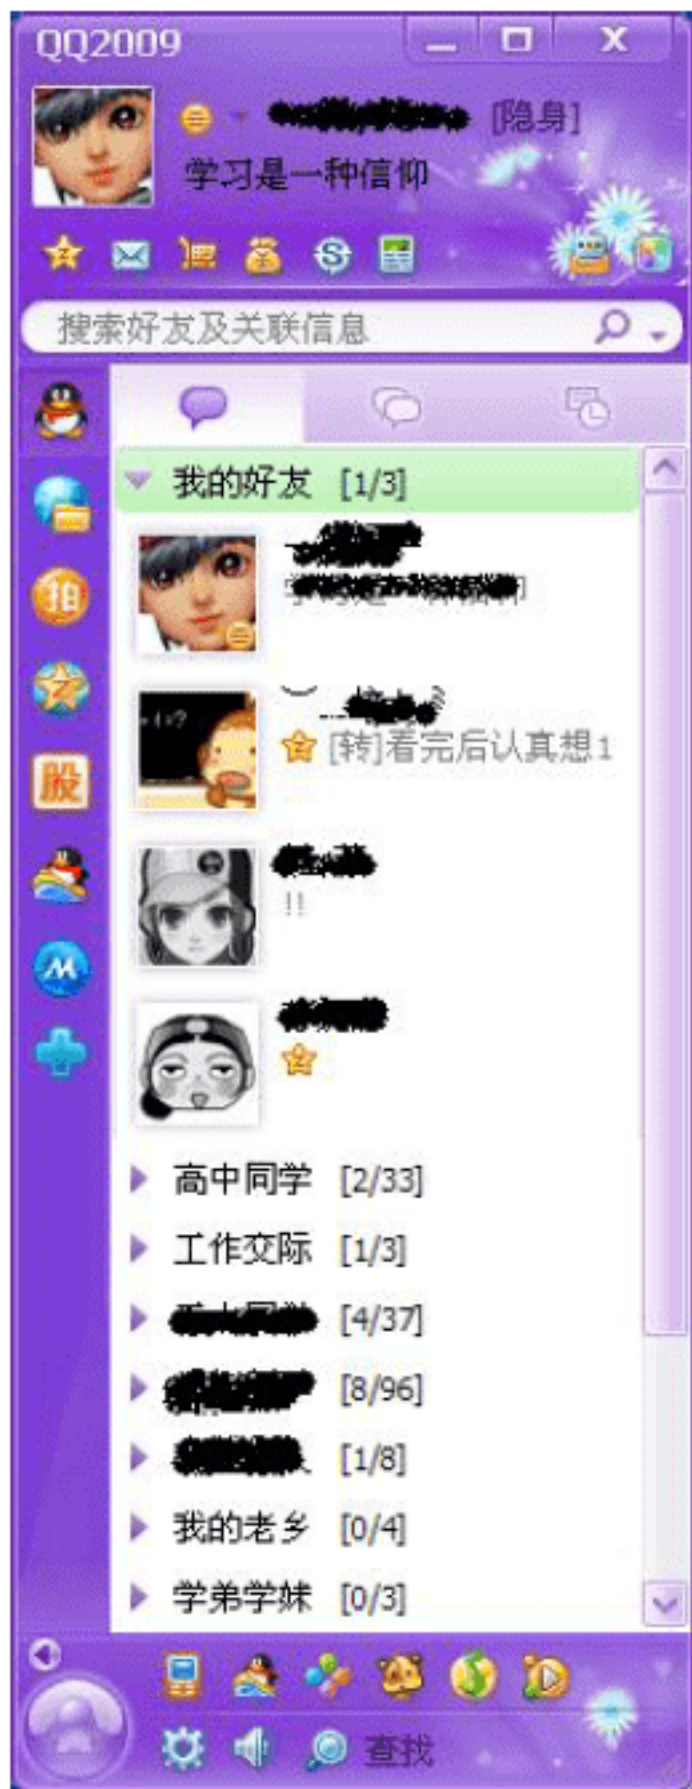 QQ2009
[隐身]
学习是一种信仰
搜索好友及关联信息
拍
股
M
我的好友 [1/3]
[转]看完后认真想1
!!
高中同学 [2/33]
工作交际 [1/3]
[4/37]
[8/96]
[1/8]
我的老乡 [0/4]
学弟学妹 [0/3]
查找